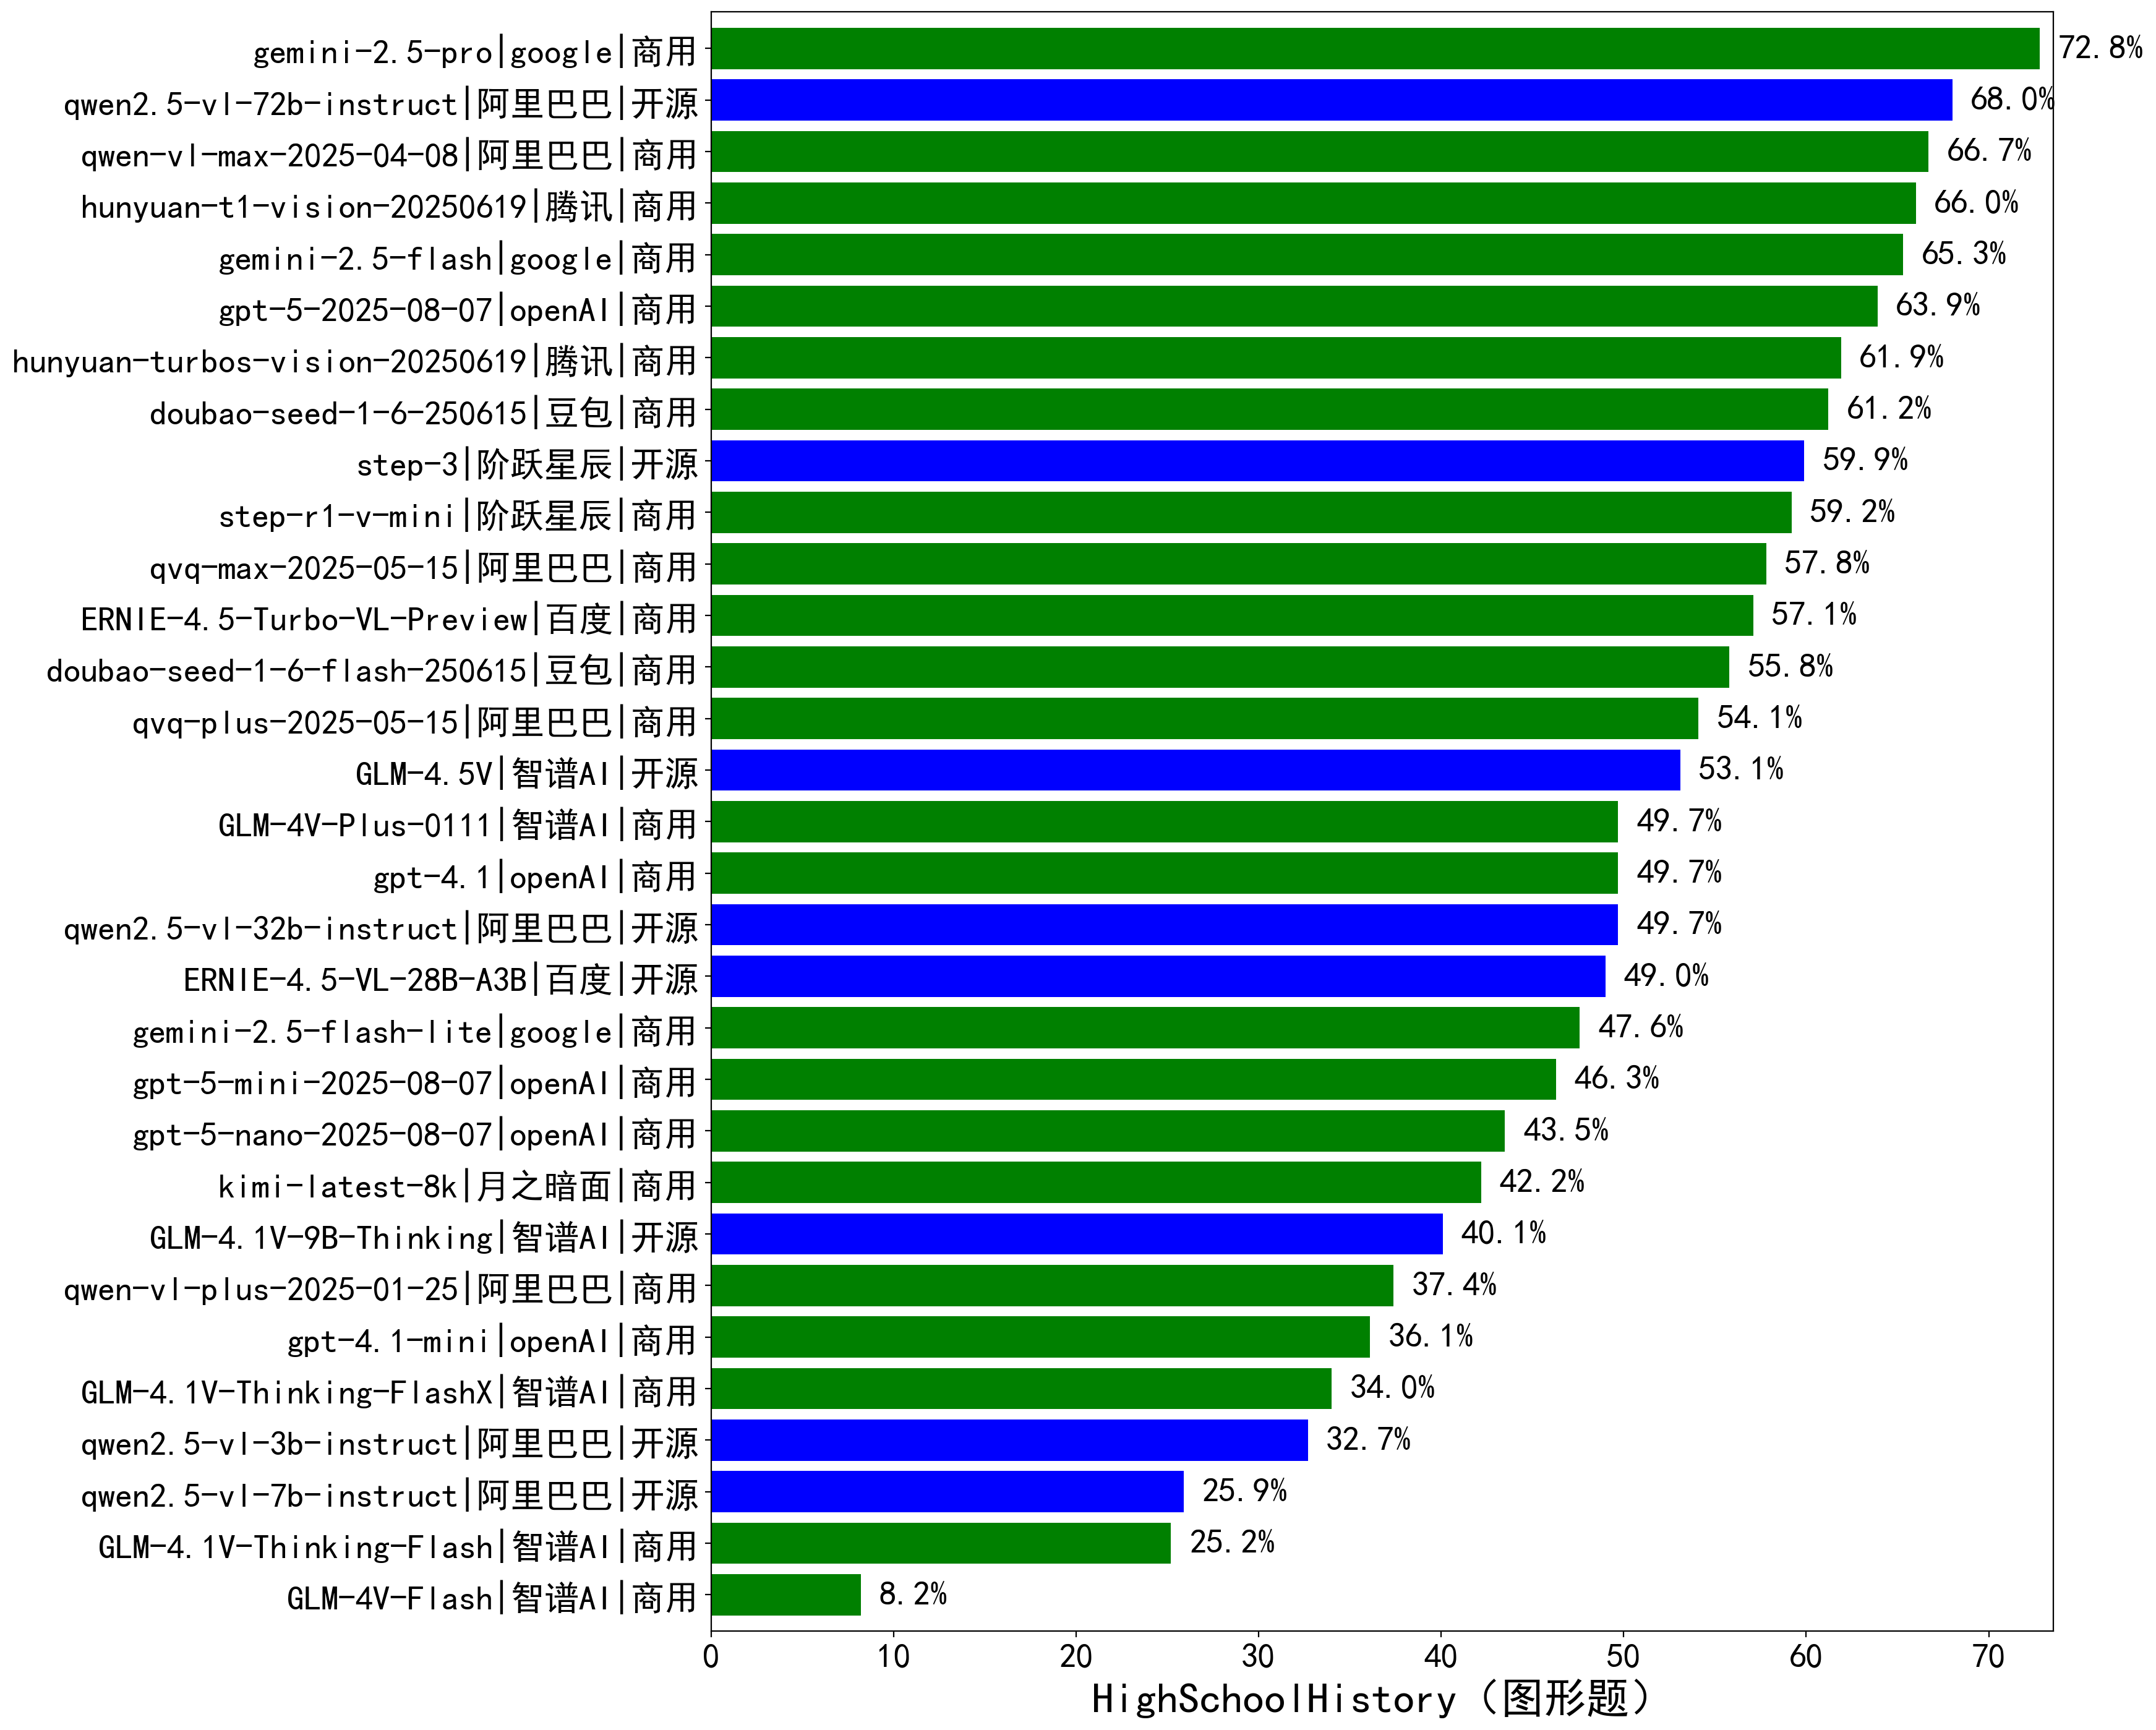 gemini-2.5-pro|google|商用 72.8%
qwen2.5-vl-72b-instruct|阿里巴巴|开源 68.0%
qwen-vl-max-2025-04-08|阿里巴巴|商用 66.7%
hunyuan-t1-vision-20250619|腾讯|商用 66.0%
gemini-2.5-flash|google|商用 65.3%
gpt-5-2025-08-07|openAI|商用 63.9%
hunyuan-turbos-vision-20250619|腾讯|商用 61.9%
doubao-seed-1-6-250615|豆包|商用 61.2%
step-3|阶跃星辰|开源 59.9%
step-r1-v-mini|阶跃星辰|商用 59.2%
qvq-max-2025-05-15|阿里巴巴|商用 57.8%
ERNIE-4.5-Turbo-VL-Preview|百度|商用 57.1%
doubao-seed-1-6-flash-250615|豆包|商用 55.8%
qvq-plus-2025-05-15|阿里巴巴|商用 54.1%
GLM-4.5V|智谱AI|开源 53.1%
GLM-4V-Plus-0111|智谱AI|商用 49.7%
gpt-4.1|openAI|商用 49.7%
qwen2.5-vl-32b-instruct|阿里巴巴|开源 49.7%
ERNIE-4.5-VL-28B-A3B|百度|开源 49.0%
gemini-2.5-flash-lite|google|商用 47.6%
gpt-5-mini-2025-08-07|openAI|商用 46.3%
gpt-5-nano-2025-08-07|openAI|商用 43.5%
kimi-latest-8k|月之暗面|商用 42.2%
GLM-4.1V-9B-Thinking|智谱AI|开源 40.1%
qwen-vl-plus-2025-01-25|阿里巴巴|商用 37.4%
gpt-4.1-mini|openAI|商用 36.1%
GLM-4.1V-Thinking-FlashX|智谱AI|商用 34.0%
qwen2.5-vl-3b-instruct|阿里巴巴|开源 32.7%
qwen2.5-vl-7b-instruct|阿里巴巴|开源 25.9%
GLM-4.1V-Thinking-Flash|智谱AI|商用 25.2%
GLM-4V-Flash|智谱AI|商用 8.2%
0 10 20 30 40 50 60 70
HighSchoolHistory（图形题）